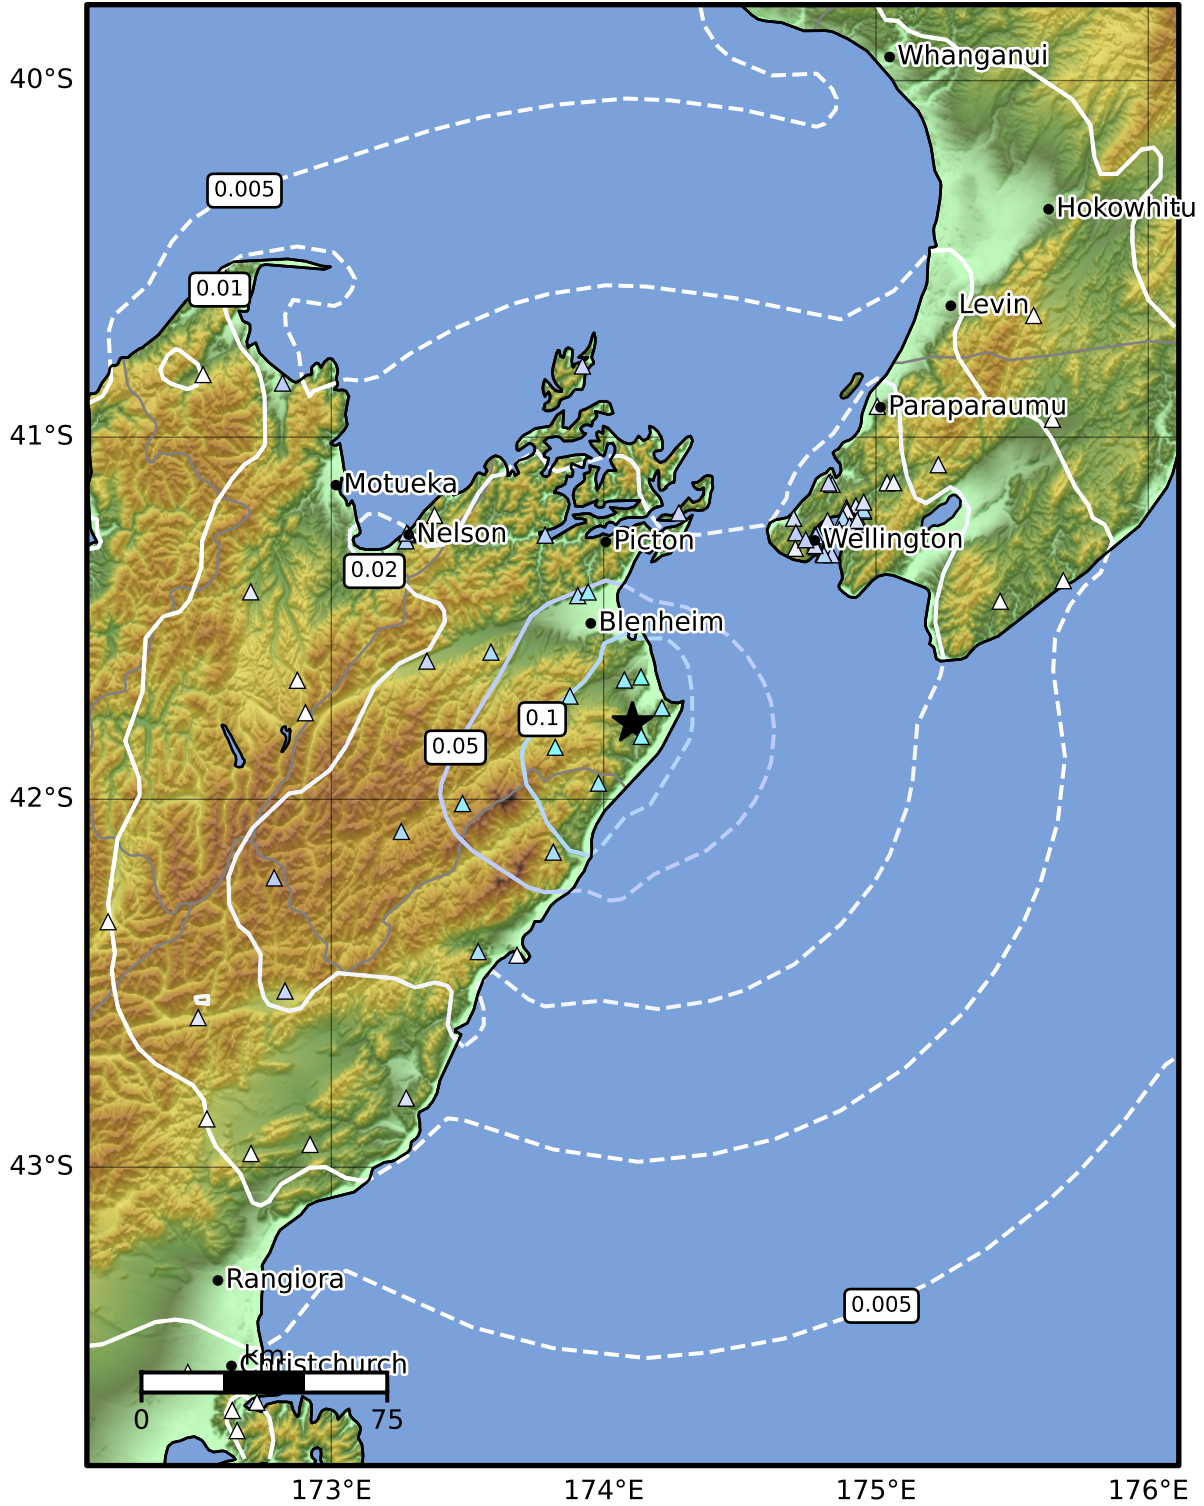 40°S
Whanganui
0.005
Hokowhitu
0.01
Levin
Paraparaumu
41°S
Motueka
Nelson
Picton
Wellington
0.02
Blenheim
0.1
0.05
42°S
43°S
Rangiora
0.005
km
Christchurch
0 75
173°E 174°E 175°E 176°E